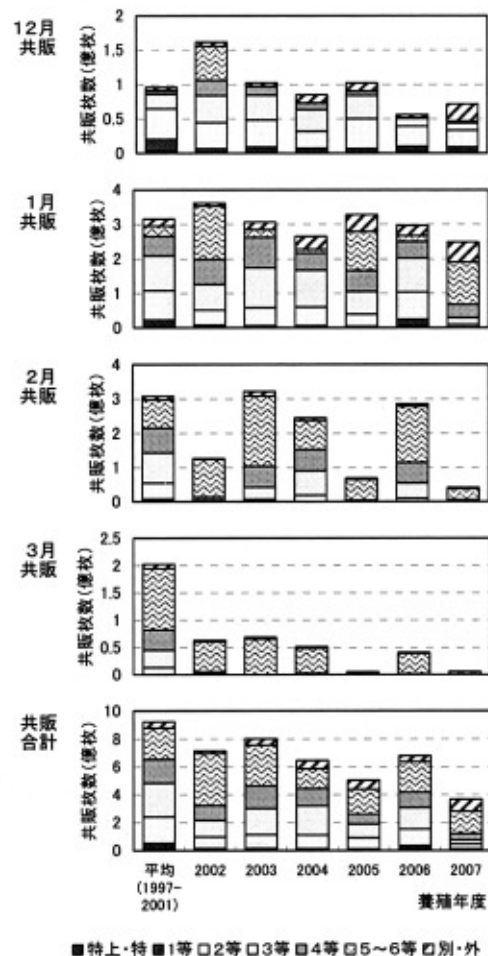 12月
共販
共販枚数(億枚)
2
1.5
1
0.5
0
1月
共販
共販枚数(億枚)
4
3
2
1
0
2月
共販
共販枚数(億枚)
4
3
2
1
0
3月
共販
共販枚数(億枚)
2.5
2
1.5
1
0.5
0
共販
合計
共販枚数(億枚)
10
8
6
4
2
0
平均 2002 2003 2004 2005 2006 2007
(1997-
2001)
養殖年度
■特上・特 ■1等 □2等 □3等 ■4等 ▨5～6等 ▨別・外